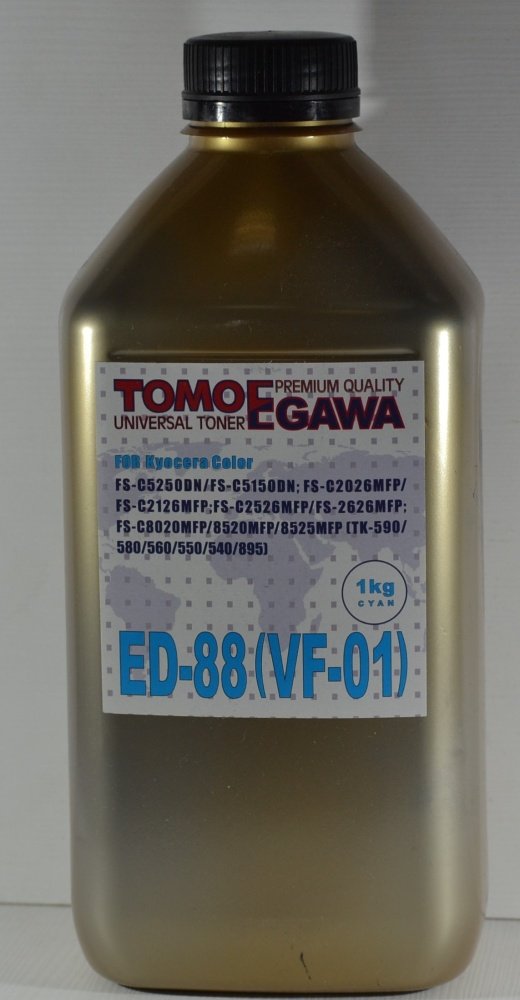 TOMOEGAWA
PREMIUM QUALITY
UNIVERSAL TONER
FOR Kyocera Color
FS-C5250DN/FS-C5150DN; FS-C2026MFP/
FS-C2126MFP;FS-C2526MFP/FS-2626MFP;
FS-C8020MFP/8520MFP/8525MFP (TK-590/
580/560/550/540/895)
1kg
CYAN
ED-88(VF-01)